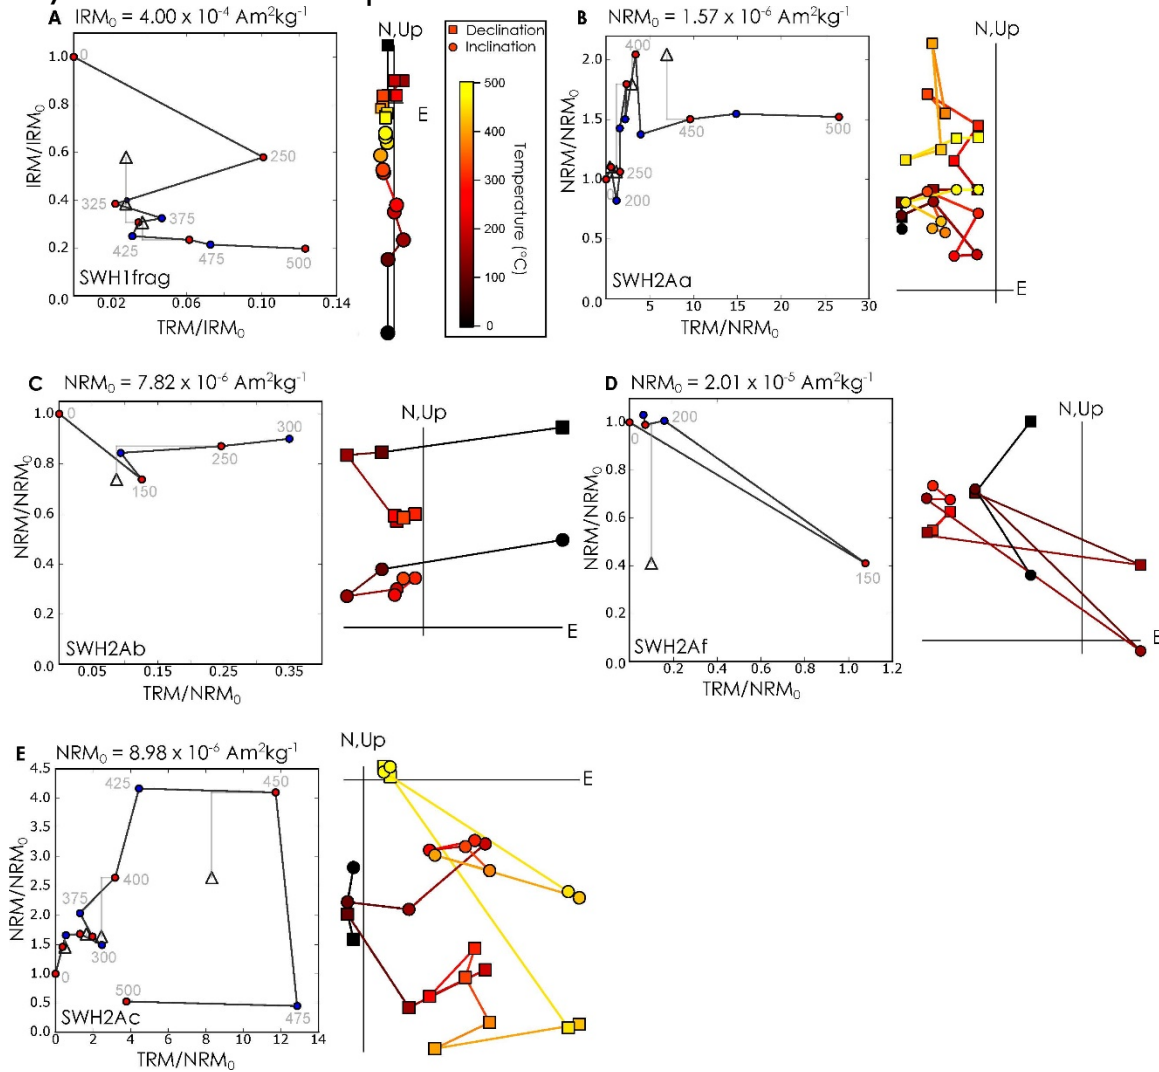 A IRM₀ = 4.00 x 10⁻⁴ Am²kg⁻¹
N,Up
E
IRM/IRM₀
1.0
0.8
0.6
0.4
0.2
0.0
0
250
325
375
425
475
500
SWH1frag
0.02
0.06
0.10
0.14
TRM/IRM₀
Declination
Inclination
500
400
300
200
100
0
Temperature (°C)
B NRM₀ = 1.57 x 10⁻⁶ Am²kg⁻¹
N,Up
E
NRM/NRM₀
2.0
1.5
1.0
0.5
0.0
400
450
500
250
0
200
SWH2Aa
5
10
15
20
25
30
TRM/NRM₀
C NRM₀ = 7.82 x 10⁻⁶ Am²kg⁻¹
N,Up
E
NRM/NRM₀
1.0
0.8
0.6
0.4
0.2
0.0
0
300
250
150
SWH2Ab
0.05
0.15
0.25
0.35
TRM/NRM₀
D NRM₀ = 2.01 x 10⁻⁵ Am²kg⁻¹
N,Up
E
NRM/NRM₀
1.0
0.8
0.6
0.4
0.2
0.0
0
200
150
SWH2Af
0.2
0.4
0.6
0.8
1.0
1.2
TRM/NRM₀
E NRM₀ = 8.98 x 10⁻⁶ Am²kg⁻¹
N,Up
E
NRM/NRM₀
4.5
4.0
3.5
3.0
2.5
2.0
1.5
1.0
0.5
0.0
425
450
400
375
300
0
500
475
SWH2Ac
0
2
4
6
8
10
12
14
TRM/NRM₀